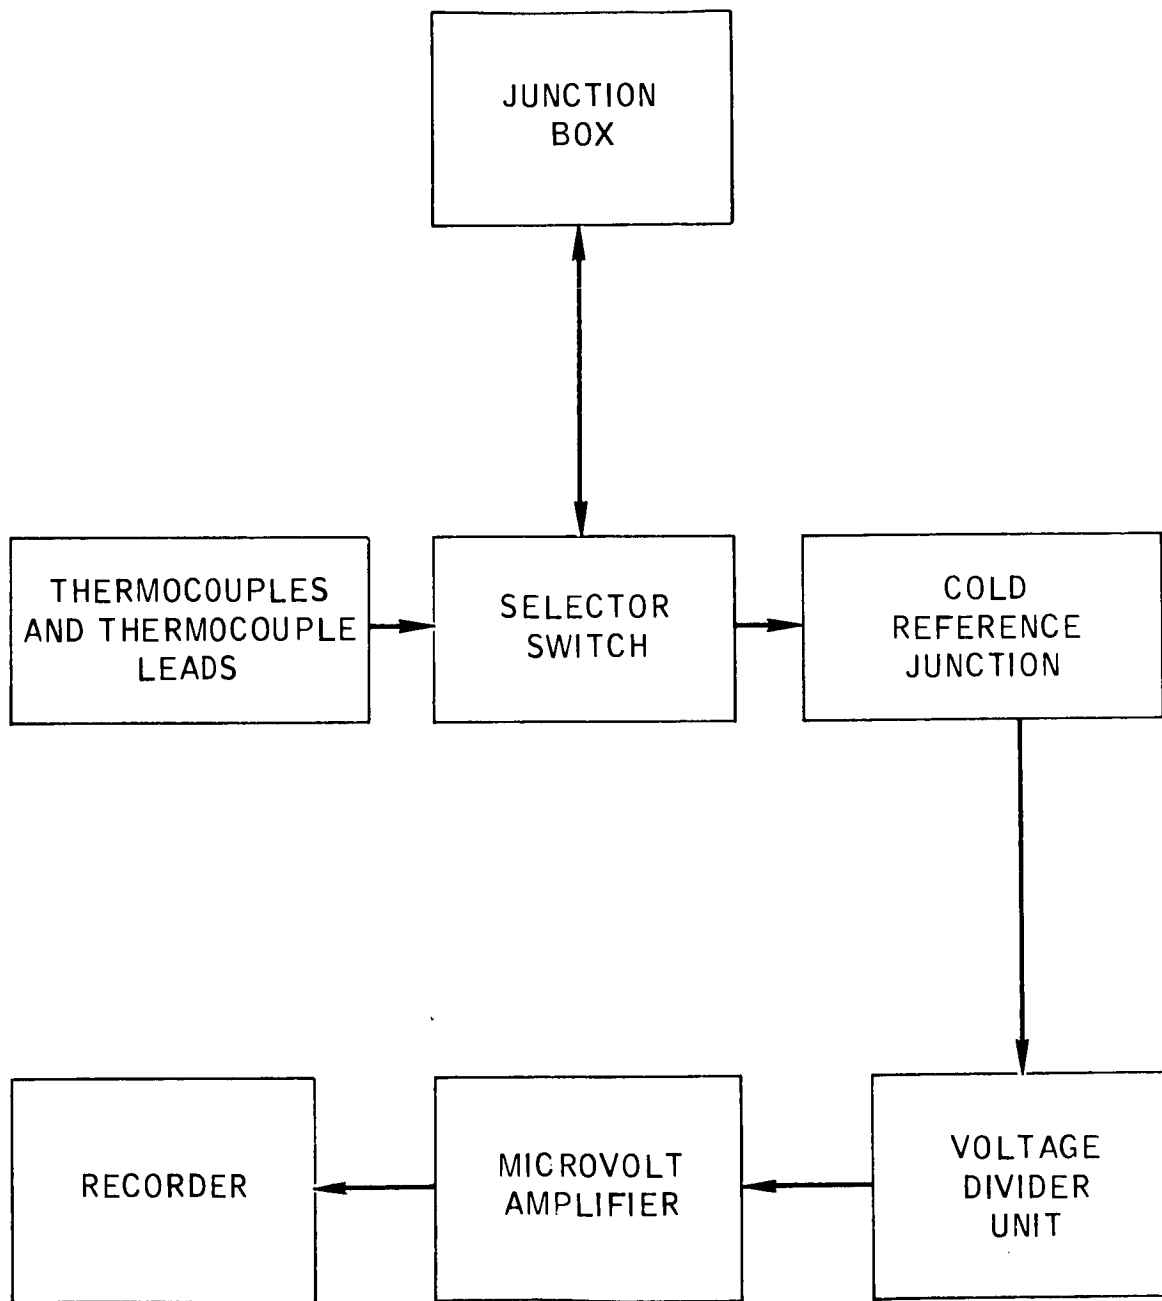 JUNCTION
BOX
THERMOCOUPLES
AND THERMOCOUPLE
LEADS
SELECTOR
SWITCH
COLD
REFERENCE
JUNCTION
RECORDER
MICROVOLT
AMPLIFIER
VOLTAGE
DIVIDER
UNIT